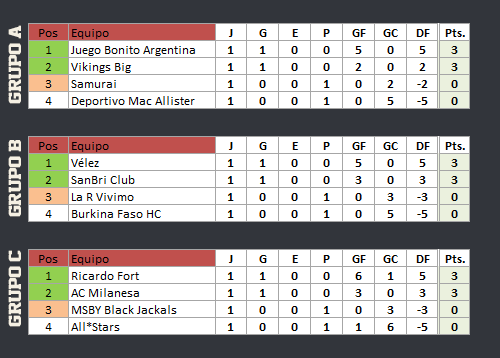 GRUPO A
Pos Equipo J G E P GF GC DF Pts.
1 Juego Bonito Argentina 1 1 0 0 5 0 5 3
2 Vikings Big 1 1 0 0 2 0 2 3
3 Samurai 1 0 0 1 0 2 -2 0
4 Deportivo Mac Allister 1 0 0 1 0 5 -5 0
GRUPO B
Pos Equipo J G E P GF GC DF Pts.
1 Vélez 1 1 0 0 5 0 5 3
2 SanBri Club 1 1 0 0 3 0 3 3
3 La R Vivimo 1 0 0 1 0 3 -3 0
4 Burkina Faso HC 1 0 0 1 0 5 -5 0
GRUPO C
Pos Equipo J G E P GF GC DF Pts.
1 Ricardo Fort 1 1 0 0 6 1 5 3
2 AC Milanesa 1 1 0 0 3 0 3 3
3 MSBY Black Jackals 1 0 0 1 0 3 -3 0
4 All*Stars 1 0 0 1 1 6 -5 0